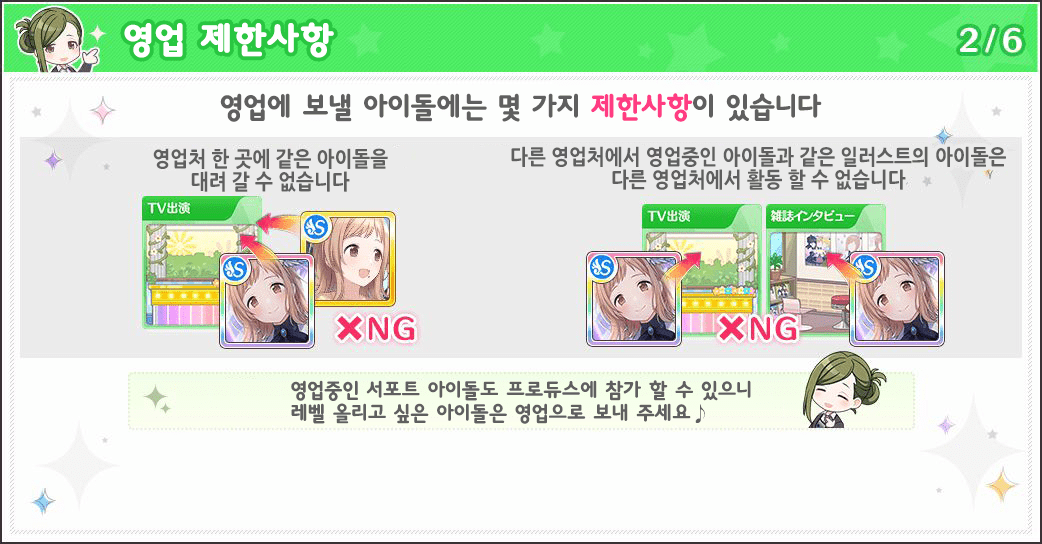 영업 제한사항
2/6
영업에 보낼 아이돌에는 몇 가지 제한사항이 있습니다
영업처 한 곳에 같은 아이돌을
대려 갈 수 없습니다
TV出演
S
S
×NG
다른 영업처에서 영업중인 아이돌과 같은 일러스트의 아이돌은
다른 영업처에서 활동 할 수 없습니다
TV出演
雑誌インタビュー
S
S
×NG
영업중인 서포트 아이돌도 프로듀스에 참가 할 수 있으니
레벨 올리고 싶은 아이돌은 영업으로 보내 주세요♪